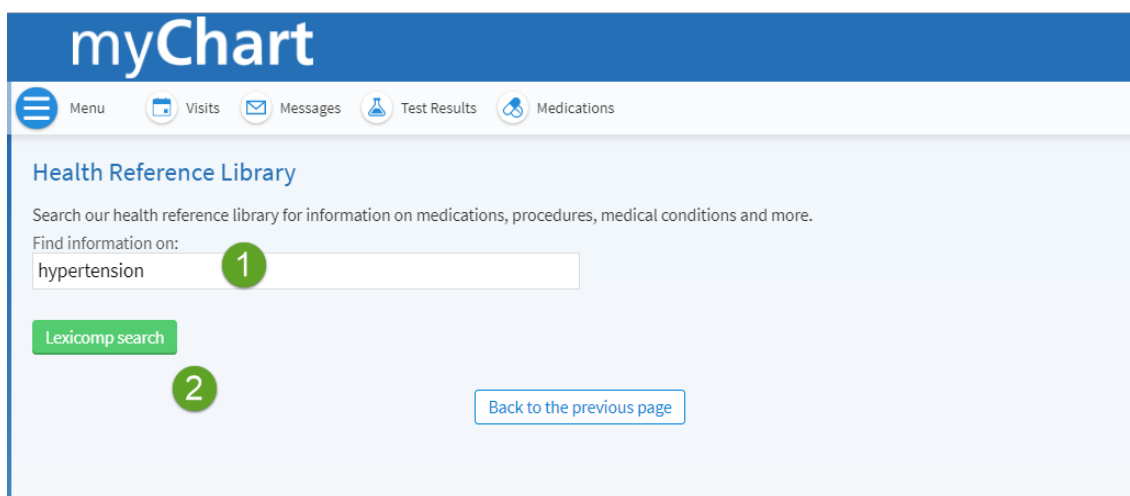 myChart
Menu Visits Messages Test Results Medications
Health Reference Library
Search our health reference library for information on medications, procedures, medical conditions and more.
Find information on:
hypertension 1
Lexicomp search
2
Back to the previous page